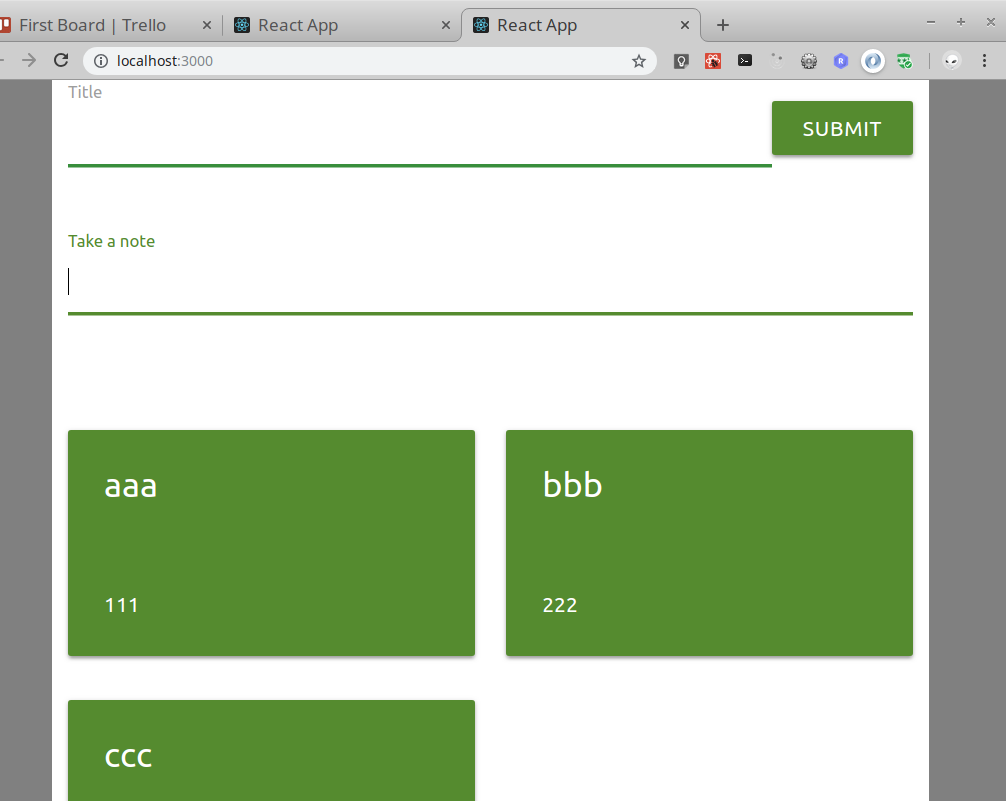 First Board | Trello
React App
React App
localhost:3000
Title
SUBMIT
Take a note
aaa
bbb
111
222
ccc